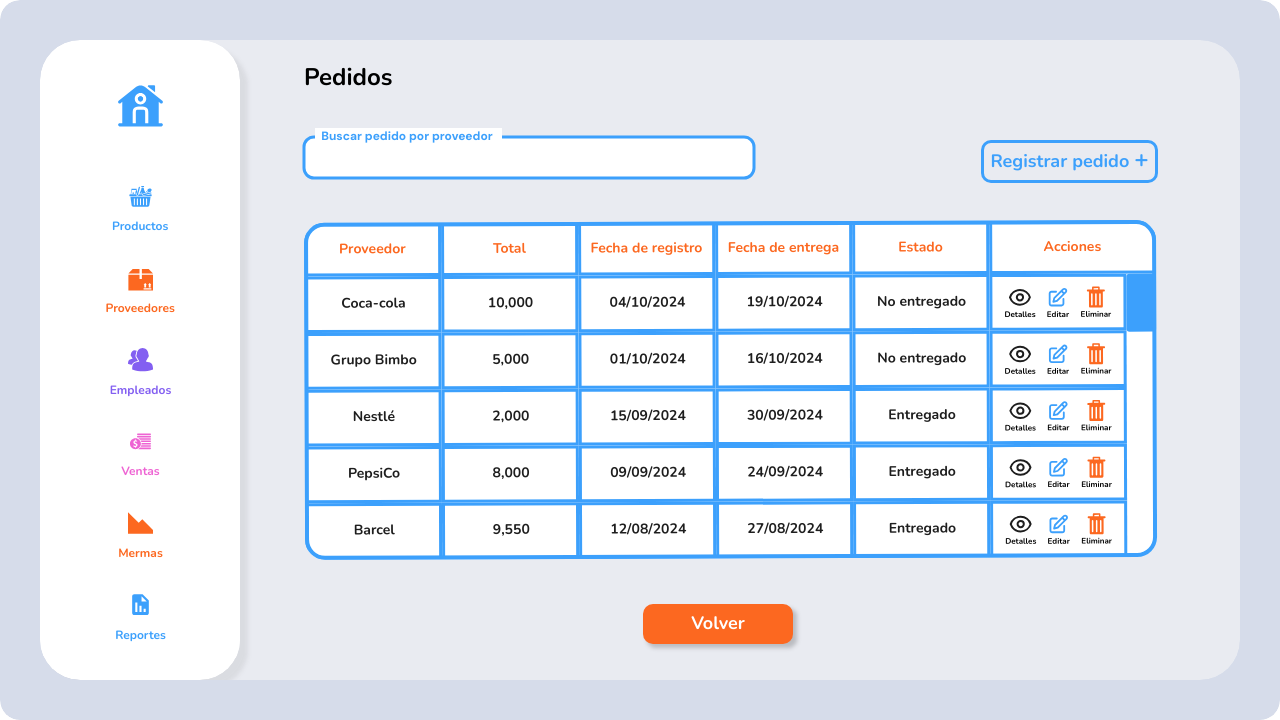 Pedidos
Buscar pedido por proveedor
Registrar pedido +
Productos
Proveedores
Empleados
Ventas
Mermas
Reportes
Proveedor Total Fecha de registro Fecha de entrega Estado Acciones
Coca-cola 10,000 04/10/2024 19/10/2024 No entregado Detalles Editar Eliminar
Grupo Bimbo 5,000 01/10/2024 16/10/2024 No entregado Detalles Editar Eliminar
Nestlé 2,000 15/09/2024 30/09/2024 Entregado Detalles Editar Eliminar
PepsiCo 8,000 09/09/2024 24/09/2024 Entregado Detalles Editar Eliminar
Barcel 9,550 12/08/2024 27/08/2024 Entregado Detalles Editar Eliminar
Volver